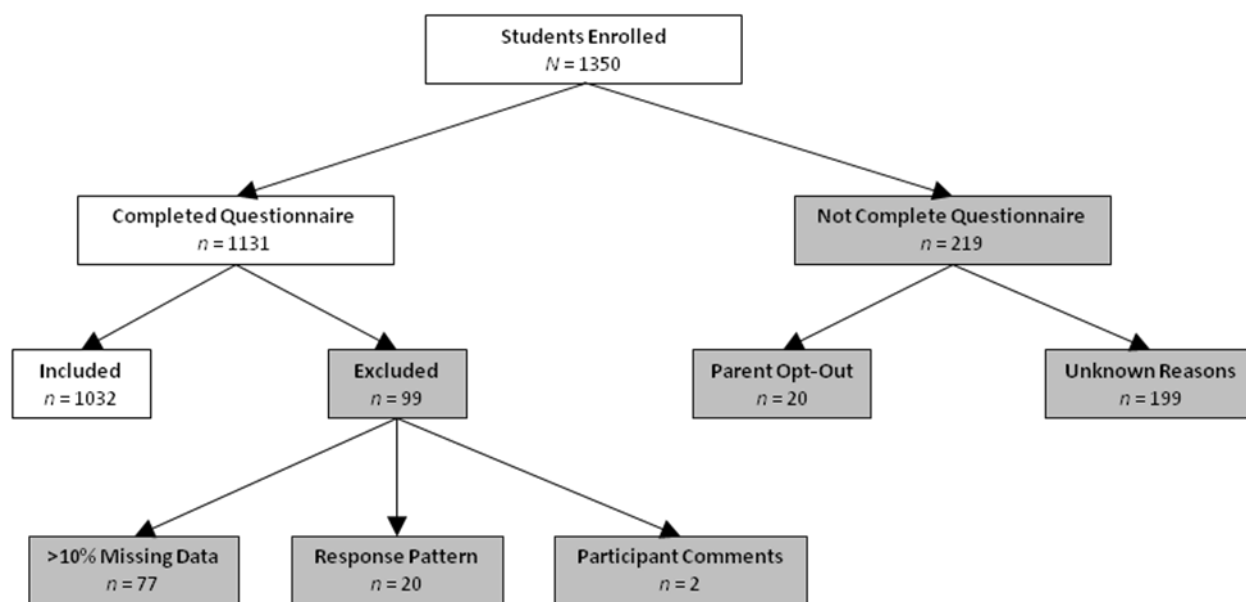 Students Enrolled
N = 1350
Completed Questionnaire
n = 1131
Not Complete Questionnaire
n = 219
Included
n = 1032
Excluded
n = 99
Parent Opt-Out
n = 20
Unknown Reasons
n = 199
>10% Missing Data
n = 77
Response Pattern
n = 20
Participant Comments
n = 2